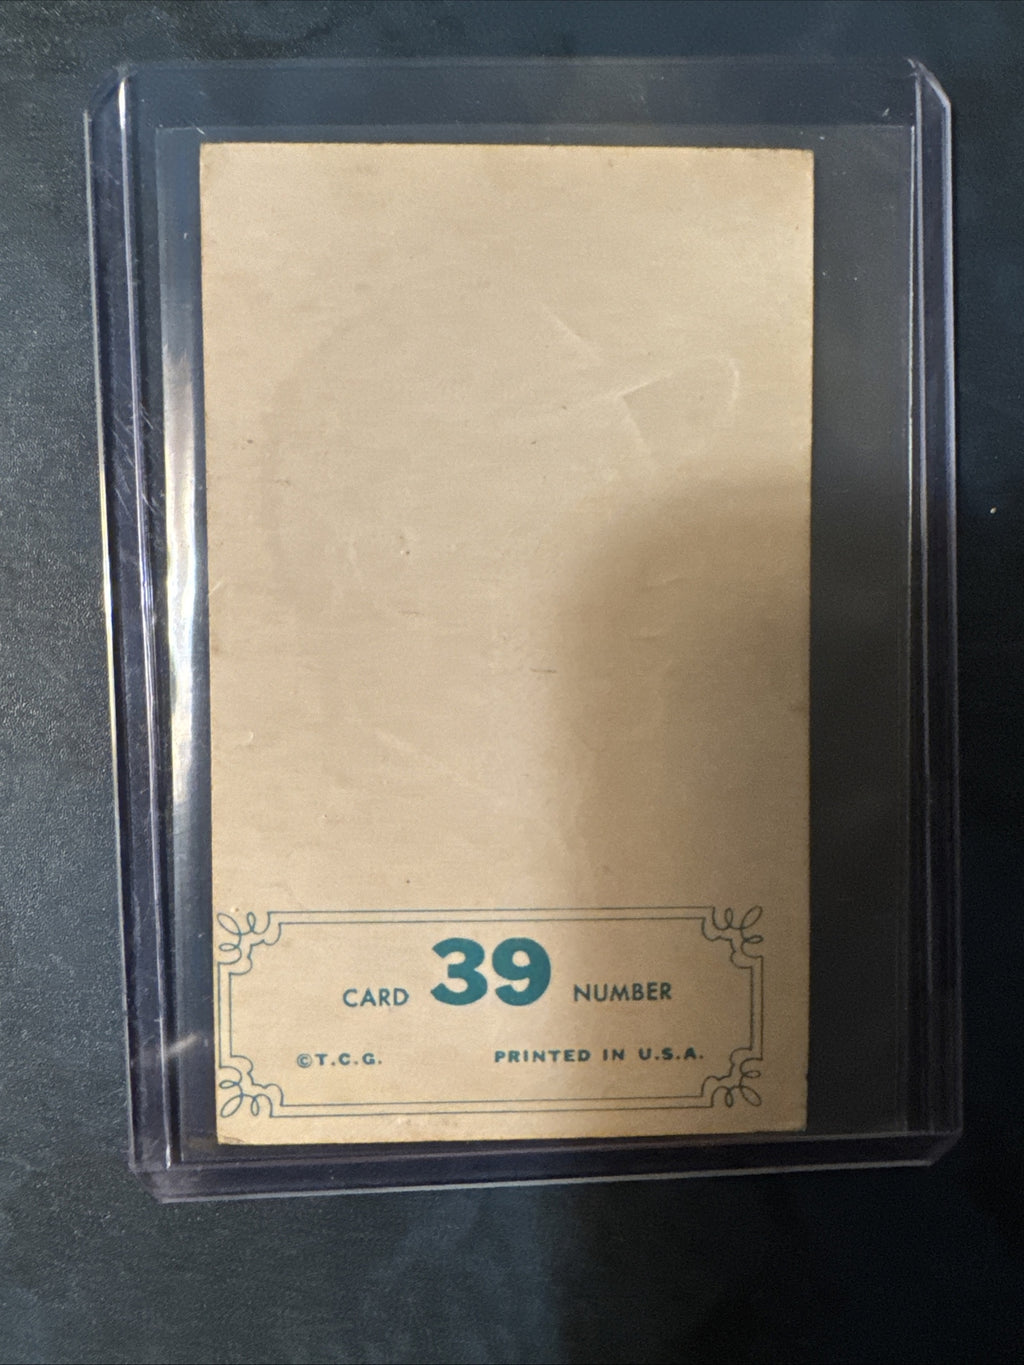 CARD 39 NUMBER
©T.C.G. PRINTED IN U.S.A.